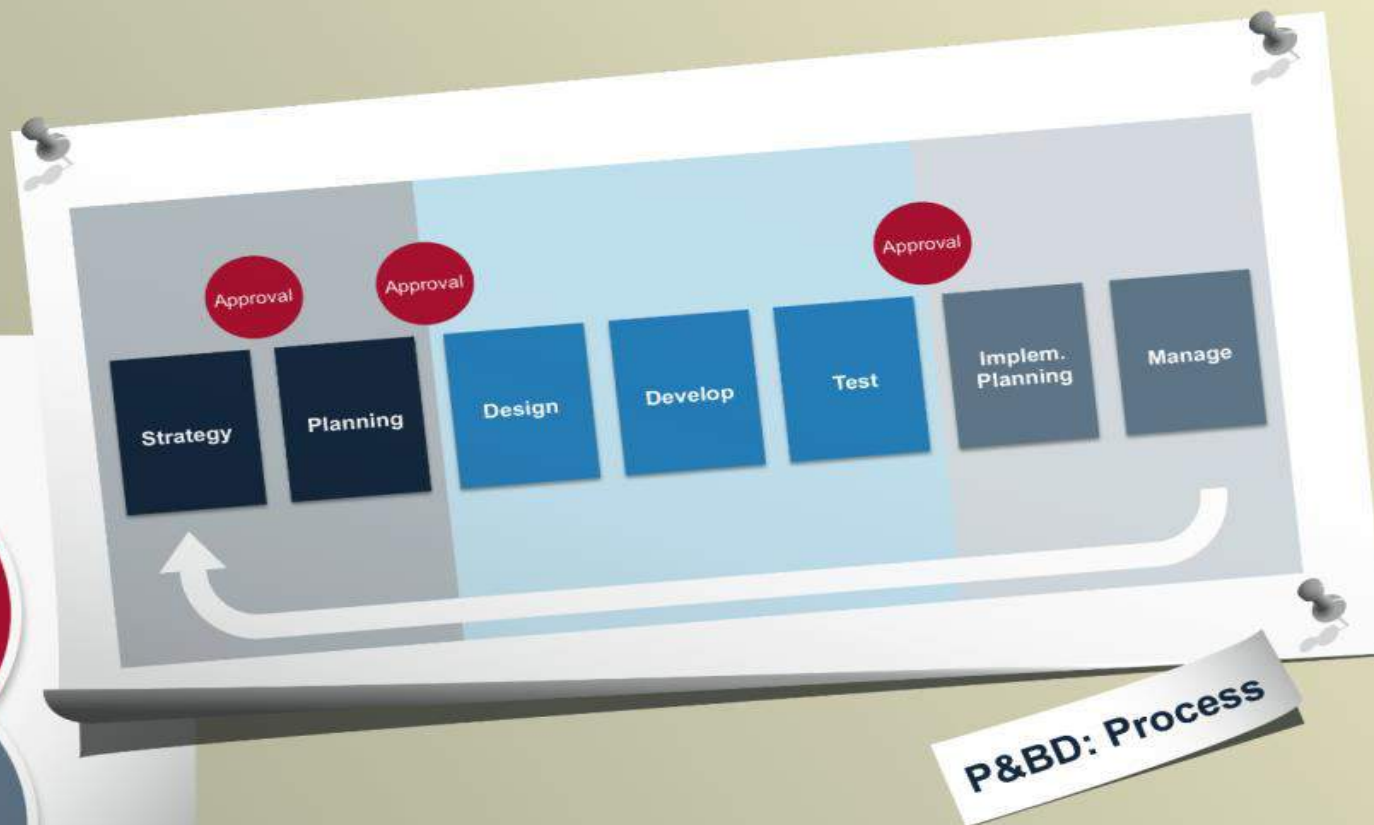 Approval
Approval
Approval
Strategy
Planning
Design
Develop
Test
Implem.
Planning
Manage
P&BD: Process